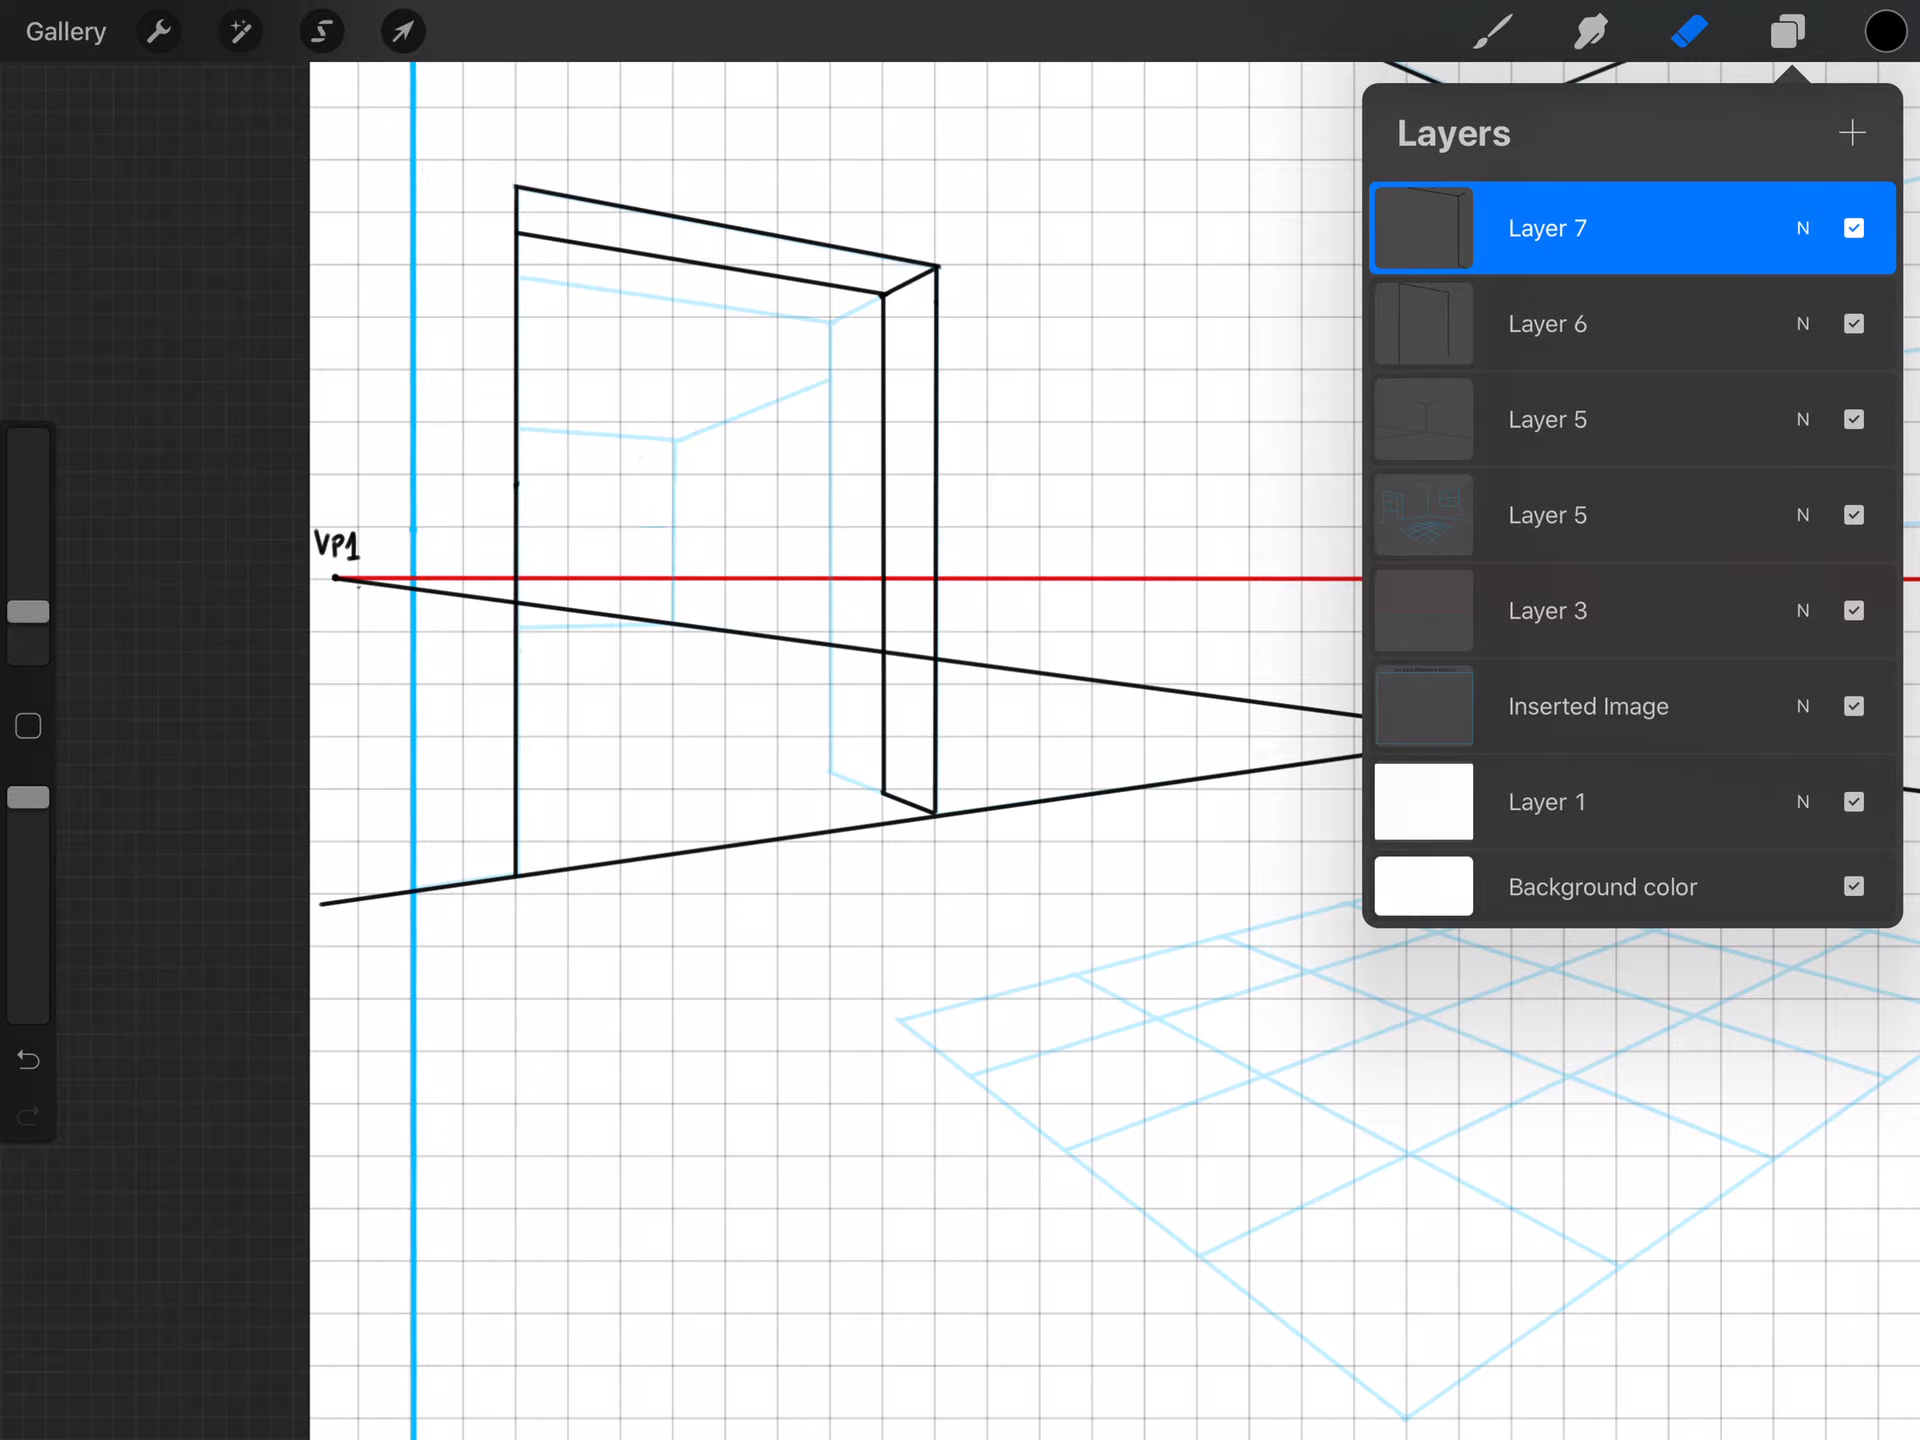 Gallery
Layers
Layer 7 N
Layer 6 N
Layer 5 N
Layer 5 N
Layer 3 N
Inserted Image N
Layer 1 N
Background color
VP1